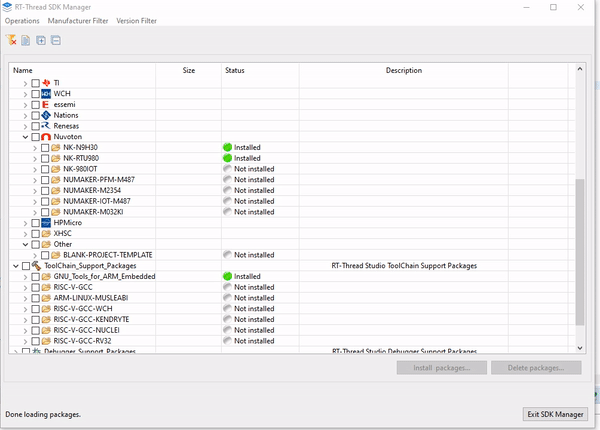 RT-Thread SDK Manager
Operations Manufacturer Filter Version Filter
Name Size Status Description
TI
WCH
essemi
Nations
Renesas
Nuvoton
NK-N9H30 Installed
NK-RTU980 Installed
NK-980IOT Not installed
NUMAKER-PFM-M487 Not installed
NUMAKER-M2354 Not installed
NUMAKER-IOT-M487 Not installed
NUMAKER-M032KI Not installed
HPMicro
XHSC
Other
BLANK-PROJECT-TEMPLATE Not installed
ToolChain_Support_Packages RT-Thread Studio ToolChain Support Packages
GNU_Tools_for_ARM_Embedded Installed
RISC-V-GCC Not installed
ARM-LINUX-MUSLEABI Not installed
RISC-V-GCC-WCH Not installed
RISC-V-GCC-KENDRYTE Not installed
RISC-V-GCC-NUCLEI Not installed
RISC-V-GCC-RV32 Not installed
Debugger_Support_Packages RT-Thread Studio Debugger Support Packages
Install packages... Delete packages...
Done loading packages. Exit SDK Manager